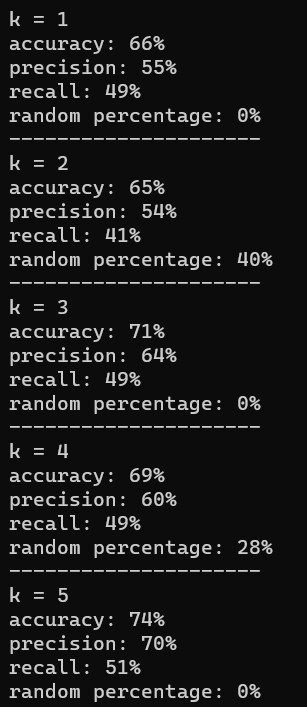 k = 1
accuracy: 66%
precision: 55%
recall: 49%
random percentage: 0%
---------------------
k = 2
accuracy: 65%
precision: 54%
recall: 41%
random percentage: 40%
---------------------
k = 3
accuracy: 71%
precision: 64%
recall: 49%
random percentage: 0%
---------------------
k = 4
accuracy: 69%
precision: 60%
recall: 49%
random percentage: 28%
---------------------
k = 5
accuracy: 74%
precision: 70%
recall: 51%
random percentage: 0%